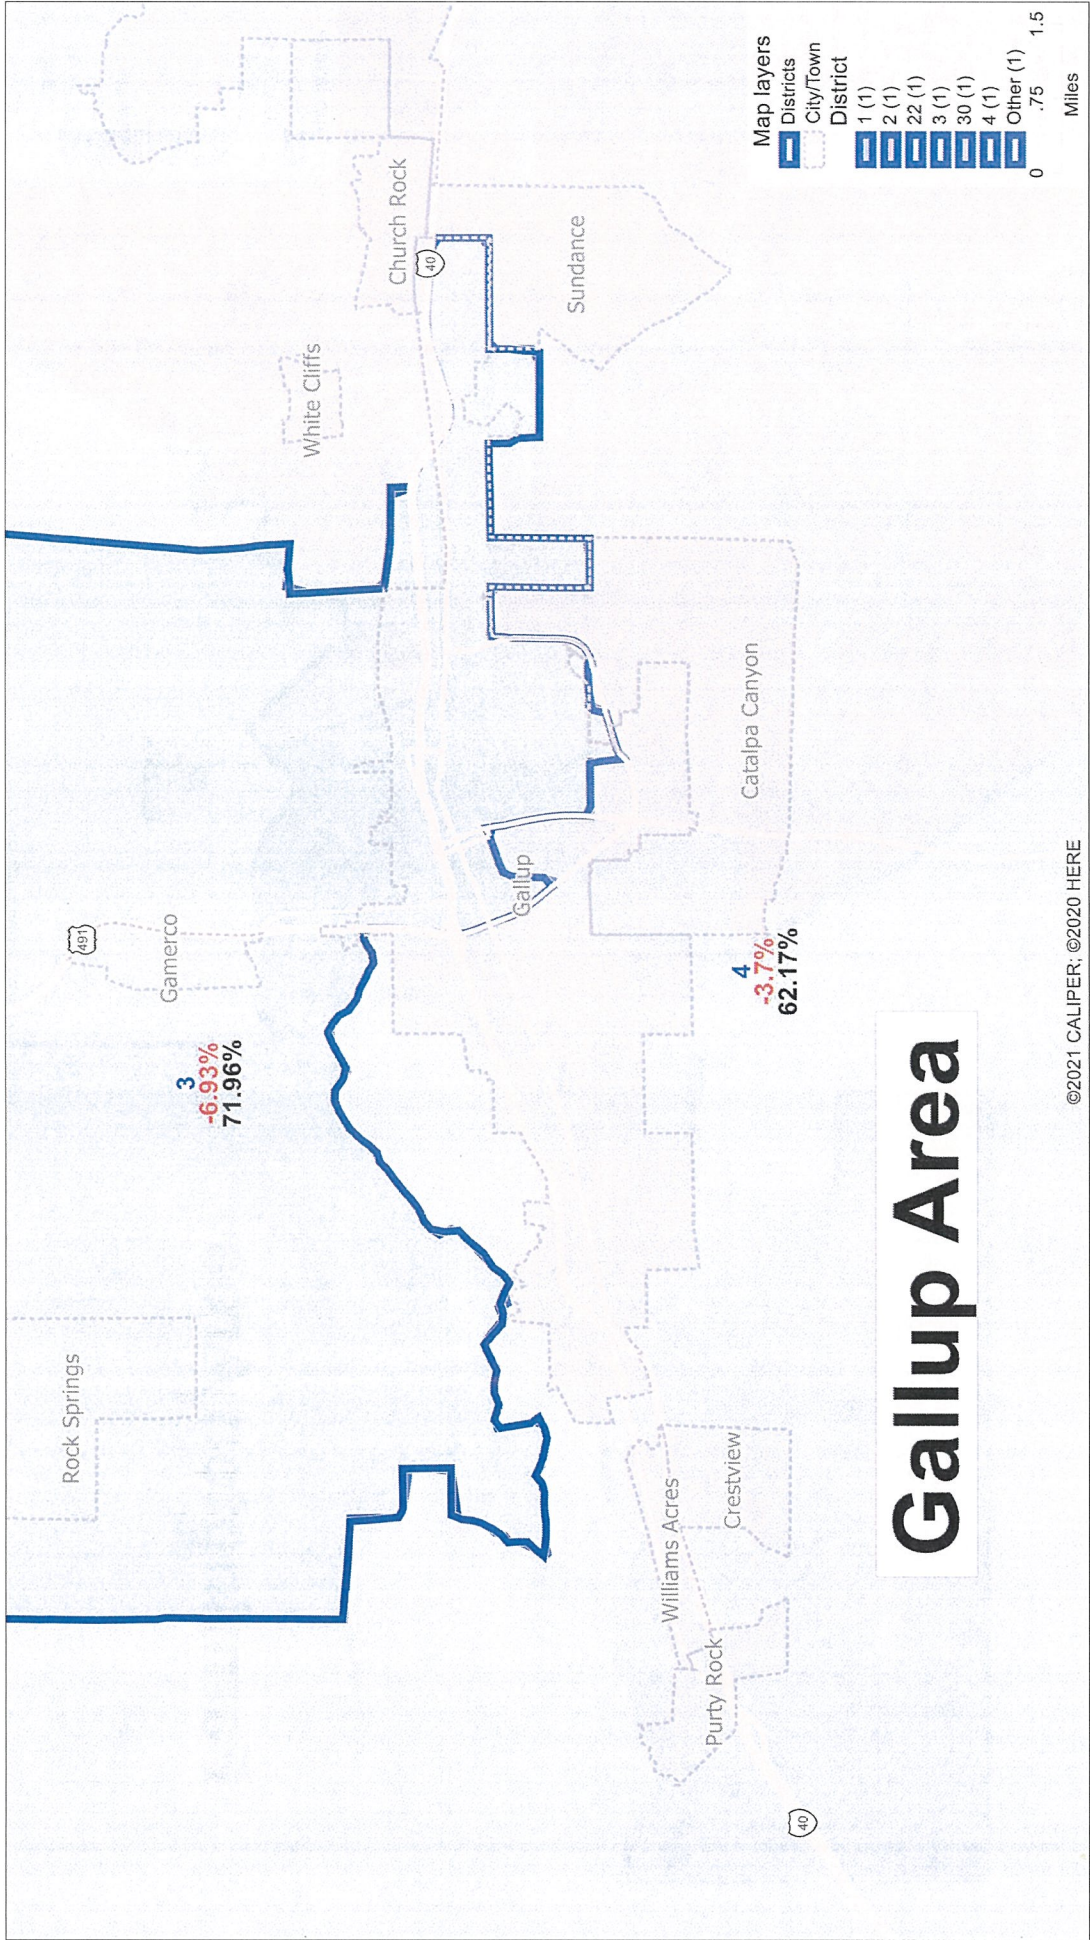 Rock Springs
491
Gamerco
3
-6.93%
71.96%
White Cliffs
Church Rock
40
Sundance
Gallup
Catalpa Canyon
4
-3.7%
62.17%
Williams Acres
Crestview
Purty Rock
40
Gallup Area
Map layers
Districts
City/Town
District
1 (1)
2 (1)
22 (1)
3 (1)
30 (1)
4 (1)
Other (1)
0 .75 1.5
Miles
©2021 CALIPER; ©2020 HERE